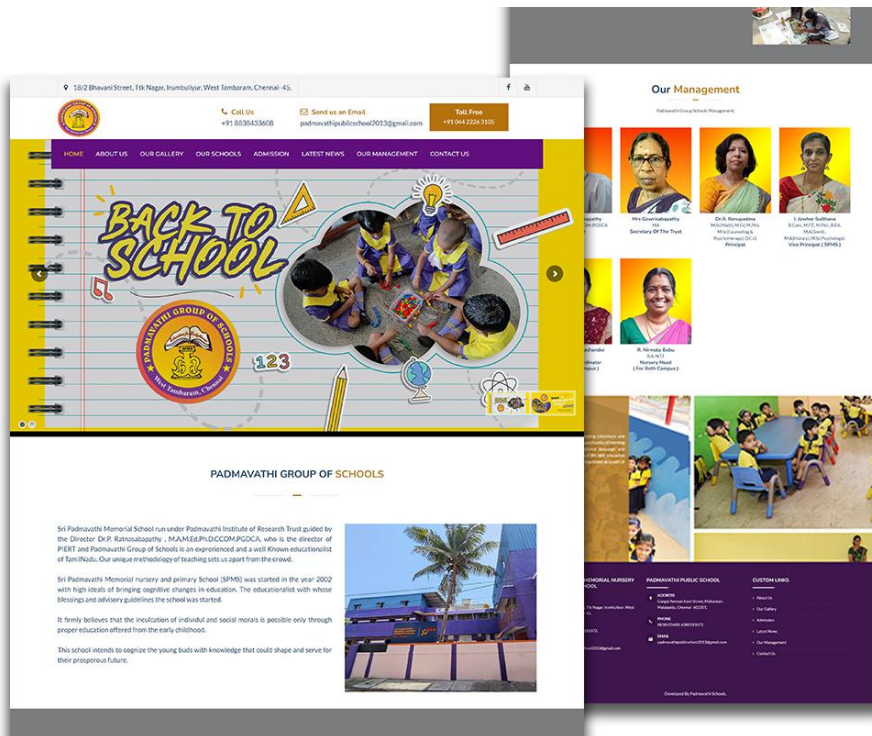 18/2 Bhavani Street, Ttk Nagar, Irumbuliyur, West Tambaram, Chennai- 45.
Call Us
+91 8838433608
Send us an Email
padmavathipublicschool2013@gmail.com
Toll Free
+91 044 2226 3105
HOME ABOUT US OUR GALLERY OUR SCHOOLS ADMISSION LATEST NEWS OUR MANAGEMENT CONTACT US
BACK TO
SCHOOL
PADMAVATHI GROUP OF SCHOOLS
SPMS
West Tambaram, Chennai
123
PADMAVATHI GROUP OF SCHOOLS
Sri Padmavathi Memorial School run under Padmavathi Institute of Research Trust guided by
the Director Dr.P. Ratnasabapathy , M.A,M.Ed,Ph.D,CCOM,PGDCA, who is the director of
PIERT and Padmavathi Group of Schools is an exprerienced and a well Known educationalist
of TamilNadu. Our unique methodology of teaching sets us apart from the crowd.
Sri Padmavathi Memorial nursery and primary School (SPMS) was started in the year 2002
with high ideals of bringing cognitive changes in education. The educationalist with whose
blessings and advisory guidelines the school was started.
It firmly believes that the inculcation of individul and social morals is possible only through
proper education offered from the early childhood.
This school intends to cognize the young buds with knowledge that could shape and serve for
their prosperous future.
Our Management
Padmavathi Group Schools Management
Mrs Gowrisabapathy
MA
Secretary Of The Trust
Dr.R. Renupadma
Principal
I. Jowher Sulthana
Vice Principal ( SPMS )
R. Nirmala Babu
B.A, N.T.T
Nursery Head
( For Both Campus )
MEMORIAL NURSERY
PADMAVATHI PUBLIC SCHOOL
ADDRESS
PHONE
EMAIL
padmavathipublicschool2013@gmail.com
CUSTOM LINKS
About Us
Our Gallery
Admission
Latest News
Our Management
Contact Us
Developed By Padmavathi Schools.